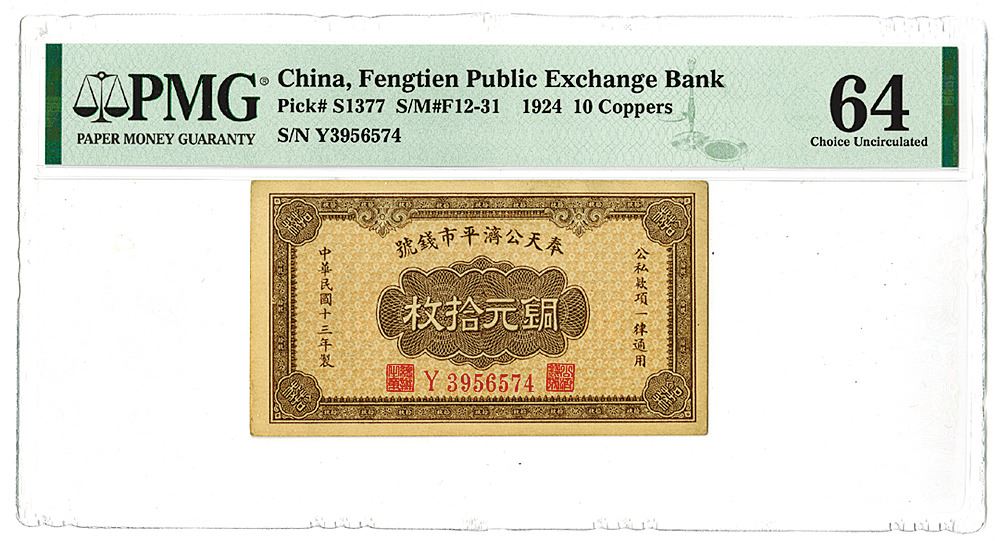 PMG®
PAPER MONEY GUARANTY
China, Fengtien Public Exchange Bank
Pick# S1377 S/M#F12-31 1924 10 Coppers
S/N Y3956574
64
Choice Uncirculated
號錢市平濟公天奉
公私款項一律通用
中華民國十三年製
枚拾元銅
Y 3956574